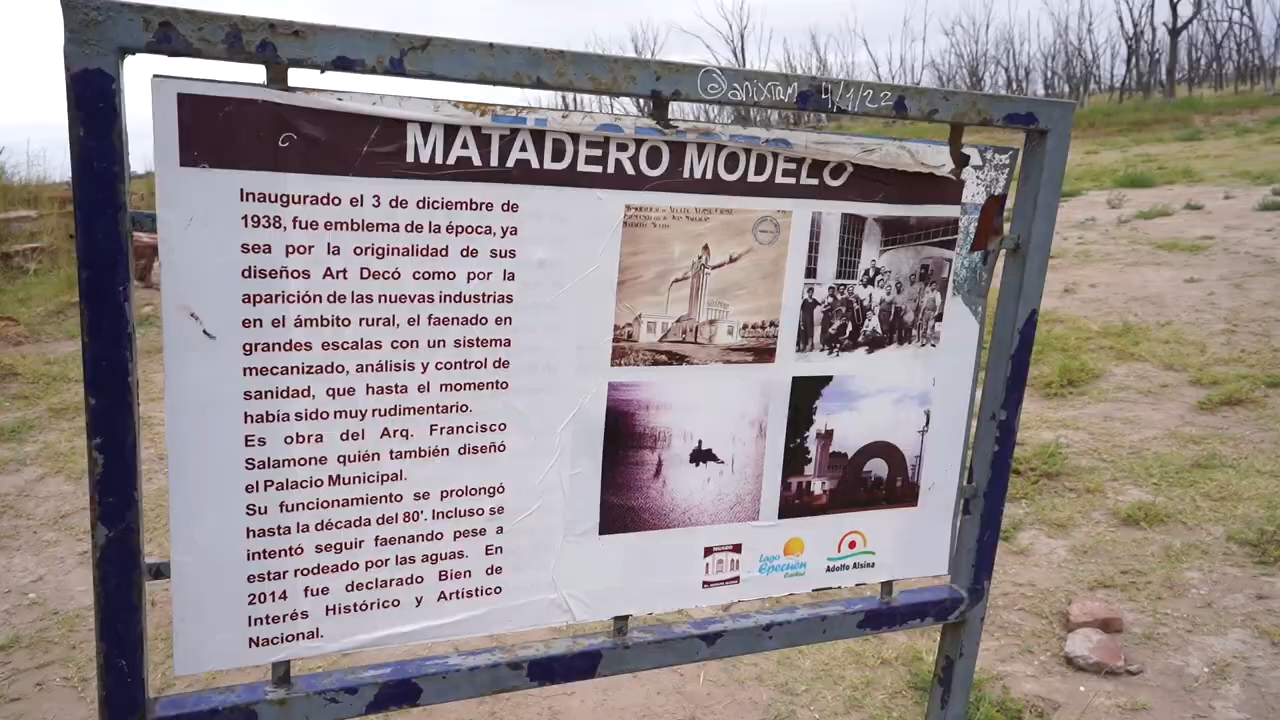 @apixtam 4/1/22
MATADERO MODELO
Inaugurado el 3 de diciembre de
1938, fue emblema de la época, ya
sea por la originalidad de sus
diseños Art Decó como por la
aparición de las nuevas industrias
en el ámbito rural, el faenado en
grandes escalas con un sistema
mecanizado, análisis y control de
sanidad, que hasta el momento
había sido muy rudimentario.
Es obra del Arq. Francisco
Salamone quién también diseñó
el Palacio Municipal.
Su funcionamiento se prolongó
hasta la década del 80'. Incluso se
intentó seguir faenando pese a
estar rodeado por las aguas. En
2014 fue declarado Bien de
Interés Histórico y Artístico
Nacional.
MUSEO
Lago
Epecuen
Adolfo Alsina